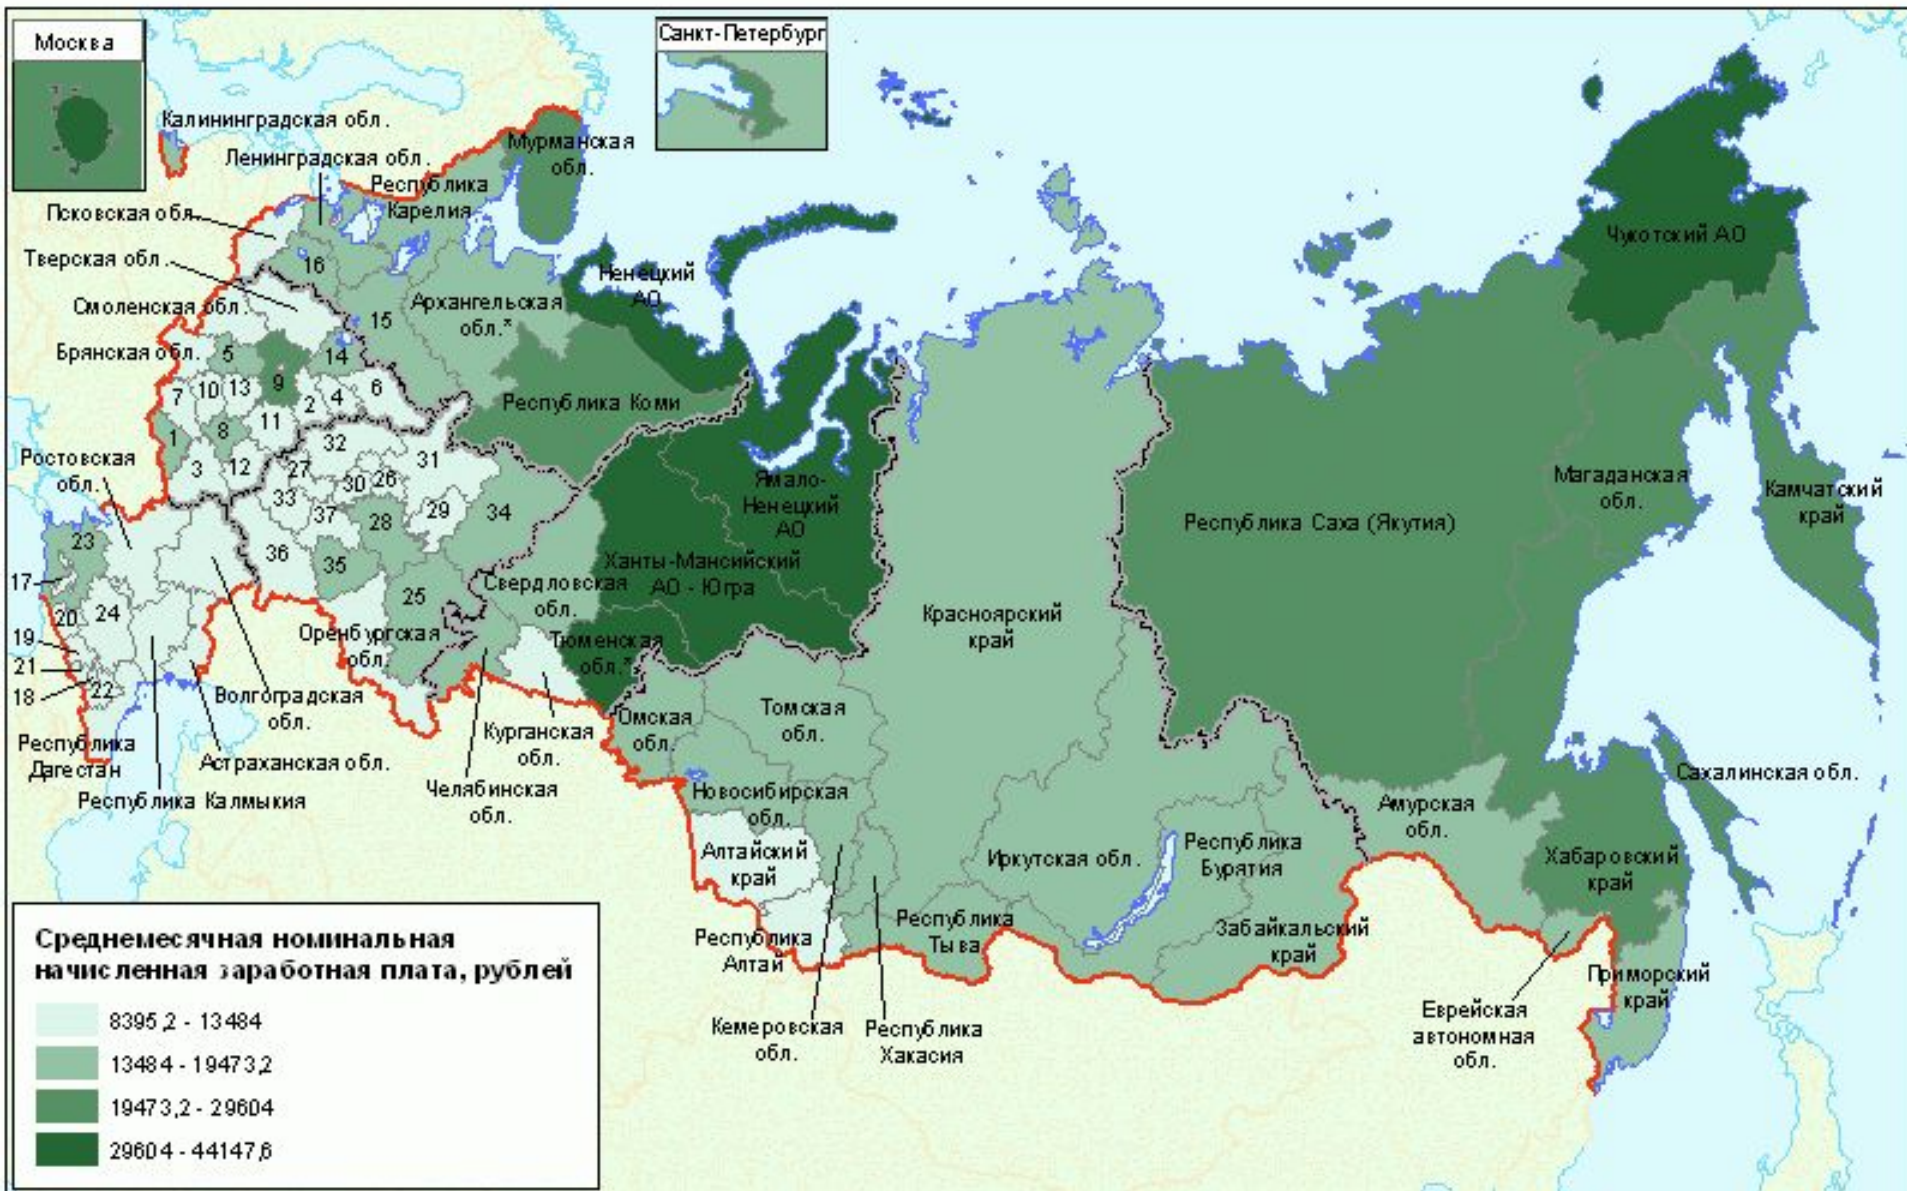 Москва
Санкт-Петербург
Калининградская обл.
Ленинградская обл.
Мурманская
обл.
Республика
Карелия
Псковская обл.
Тверская обл.
Смоленская обл.
Брянская обл.
Ненецкий
АО
Архангельская
обл.*
Чукотский АО
16
15
5
14
9
7
10
13
2
4
6
11
1
8
3
12
Республика Коми
Ростовская
обл.
32
31
27
30
26
33
29
37
28
34
36
35
25
23
17
20
24
19
21
18
22
Ямало-
Ненецкий
АО
Ханты-Мансийский
АО - Югра
Свердловская
обл.
Тюменская
обл.*
Оренбургская
обл.
Красноярский
край
Республика Саха (Якутия)
Магаданская
обл.
Камчатский
край
Волгоградская
обл.
Курганская
обл.
Омская
обл.
Томская
обл.
Республика
Дагестан
Астраханская обл.
Республика Калмыкия
Челябинская
обл.
Новосибирская
обл.
Сахалинская обл.
Амурская
обл.
Алтайский
край
Иркутская обл.
Республика
Бурятия
Хабаровский
край
Республика
Алтай
Республика
Тыва
Забайкальский
край
Приморский
край
Кемеровская
обл.
Республика
Хакасия
Еврейская
автономная
обл.
Среднемесячная номинальная
начисленная заработная плата, рублей
8395,2 - 13484
13484 - 19473,2
19473,2 - 29604
29604 - 44147,6